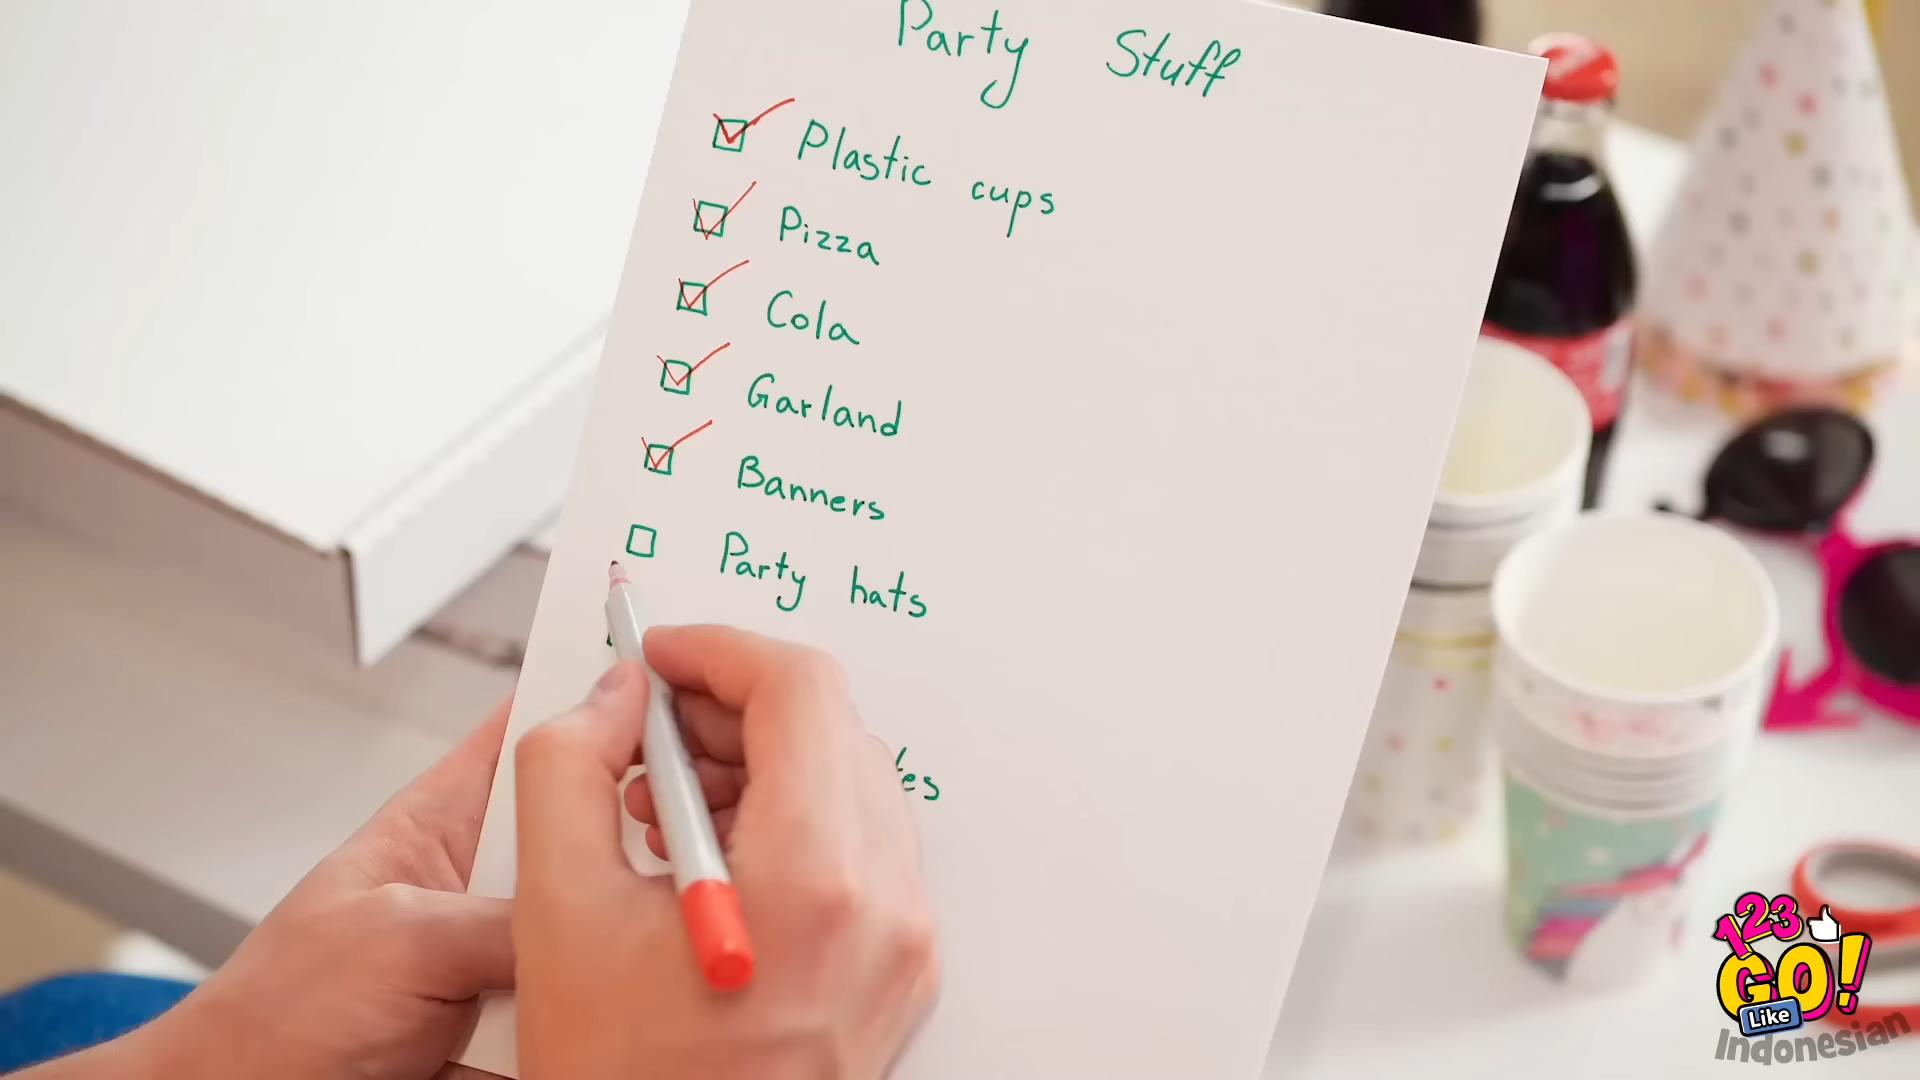 Party Stuff
Plastic cups
Pizza
Cola
Garland
Banners
Party hats
123
GO!
Like
Indonesian